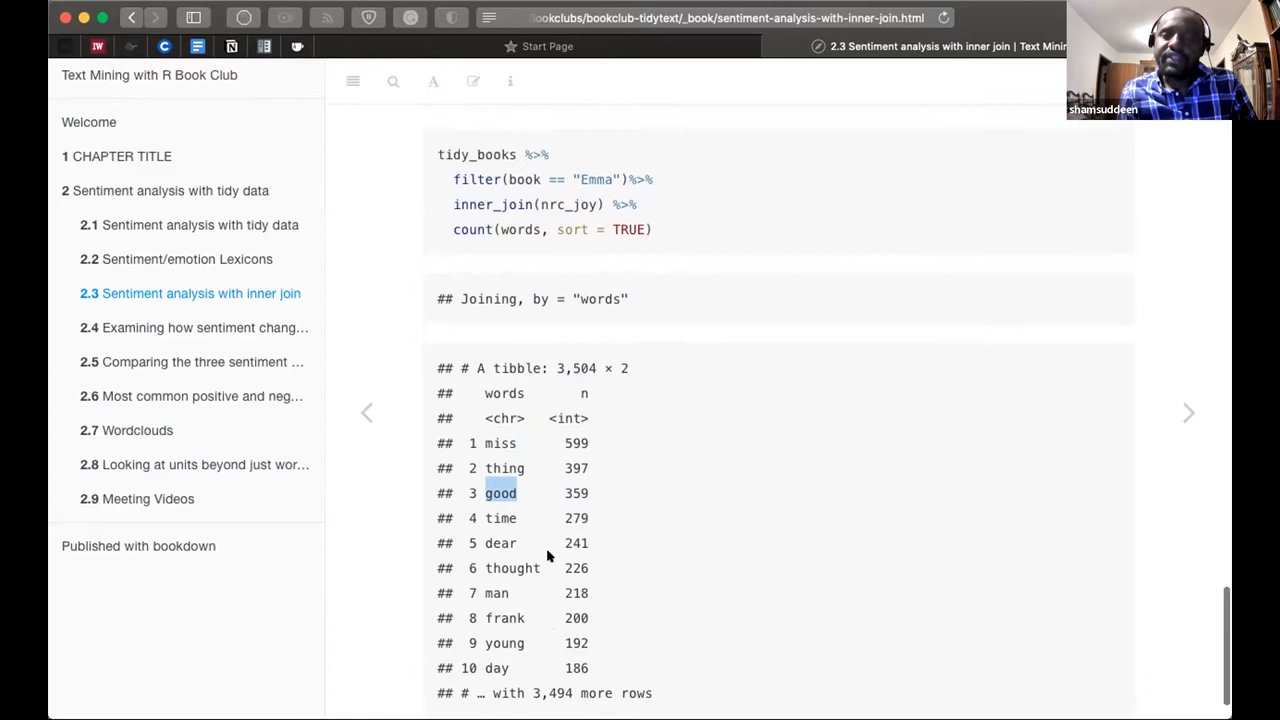 bookclubs/bookclub-tidytext/_book/sentiment-analysis-with-inner-join.html
IW
Start Page
2.3 Sentiment analysis with inner join | Text Mini
shamsuddeen
Text Mining with R Book Club
Welcome
1 CHAPTER TITLE
2 Sentiment analysis with tidy data
2.1 Sentiment analysis with tidy data
2.2 Sentiment/emotion Lexicons
2.3 Sentiment analysis with inner join
2.4 Examining how sentiment chang…
2.5 Comparing the three sentiment …
2.6 Most common positive and neg…
2.7 Wordclouds
2.8 Looking at units beyond just wor…
2.9 Meeting Videos
Published with bookdown
tidy_books %>%
filter(book == "Emma")%>%
inner_join(nrc_joy) %>%
count(words, sort = TRUE)
## Joining, by = "words"
## # A tibble: 3,504 × 2
## words n
## <chr> <int>
## 1 miss 599
## 2 thing 397
## 3 good 359
## 4 time 279
## 5 dear 241
## 6 thought 226
## 7 man 218
## 8 frank 200
## 9 young 192
## 10 day 186
## # … with 3,494 more rows